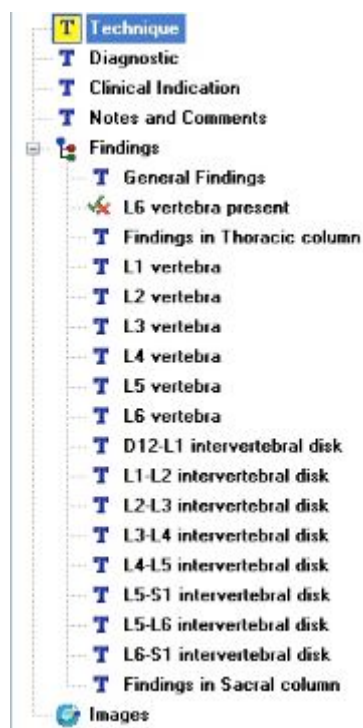 Technique
Diagnostic
Clinical Indication
Notes and Comments
Findings
General Findings
L6 vertebra present
Findings in Thoracic column
L1 vertebra
L2 vertebra
L3 vertebra
L4 vertebra
L5 vertebra
L6 vertebra
D12-L1 intervertebral disk
L1-L2 intervertebral disk
L2-L3 intervertebral disk
L3-L4 intervertebral disk
L4-L5 intervertebral disk
L5-S1 intervertebral disk
L5-L6 intervertebral disk
L6-S1 intervertebral disk
Findings in Sacral column
Images